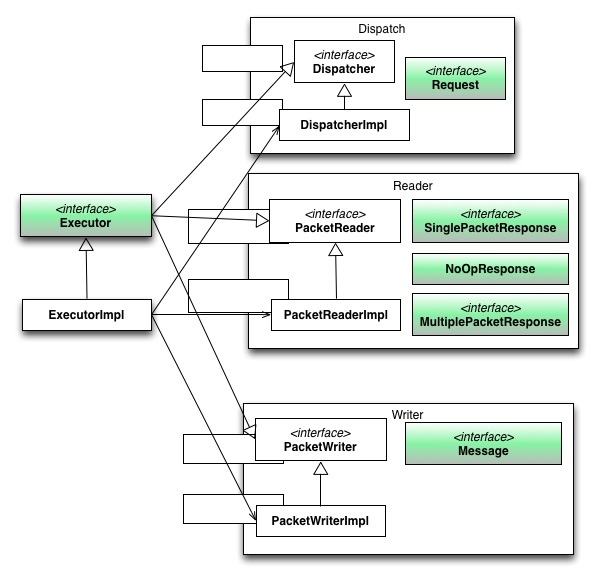 Dispatch
<interface>
Dispatcher
<interface>
Request
DispatcherImpl
Reader
<interface>
Executor
<interface>
PacketReader
<interface>
SinglePacketResponse
NoOpResponse
ExecutorImpl
PacketReaderImpl
<interface>
MultiplePacketResponse
Writer
<interface>
PacketWriter
<interface>
Message
PacketWriterImpl